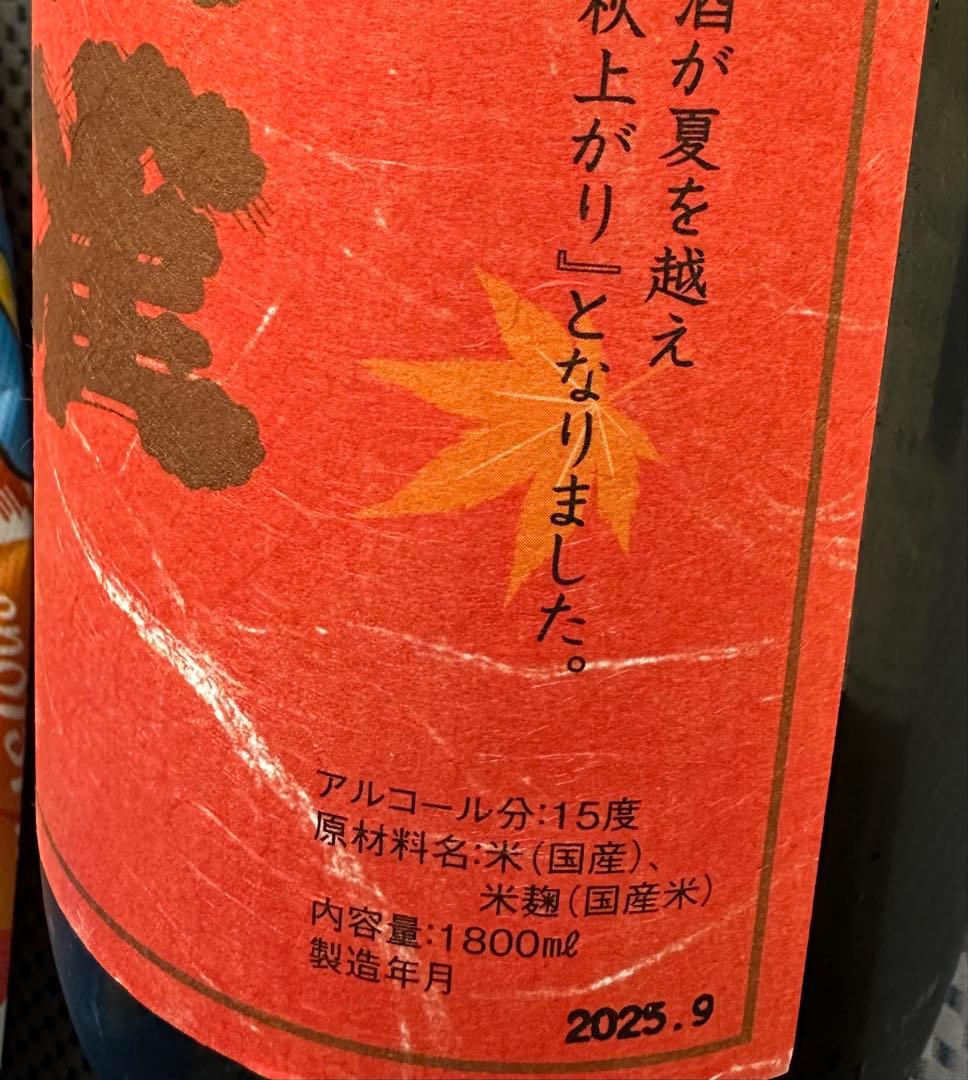 酒が夏を越え
秋上がり』となりました。
アルコール分:15度
原材料名:米(国産)、
米麹(国産米)
内容量:1800㎖
製造年月
2025.9